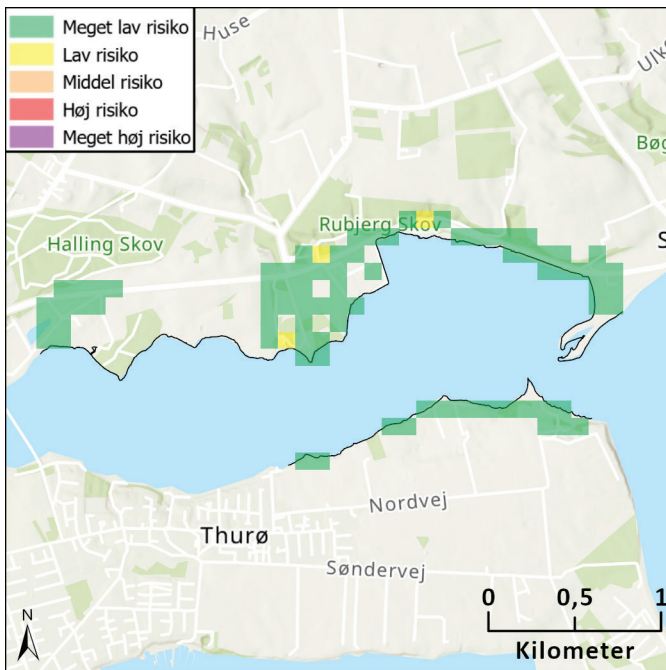 Meget lav risiko
Lav risiko
Middel risiko
Høj risiko
Meget høj risiko
Huse
Ulk
Bøg
Rubjerg Skov
Halling Skov
S
Nordvej
Thurø
Søndervej
N
0 0,5 1
Kilometer